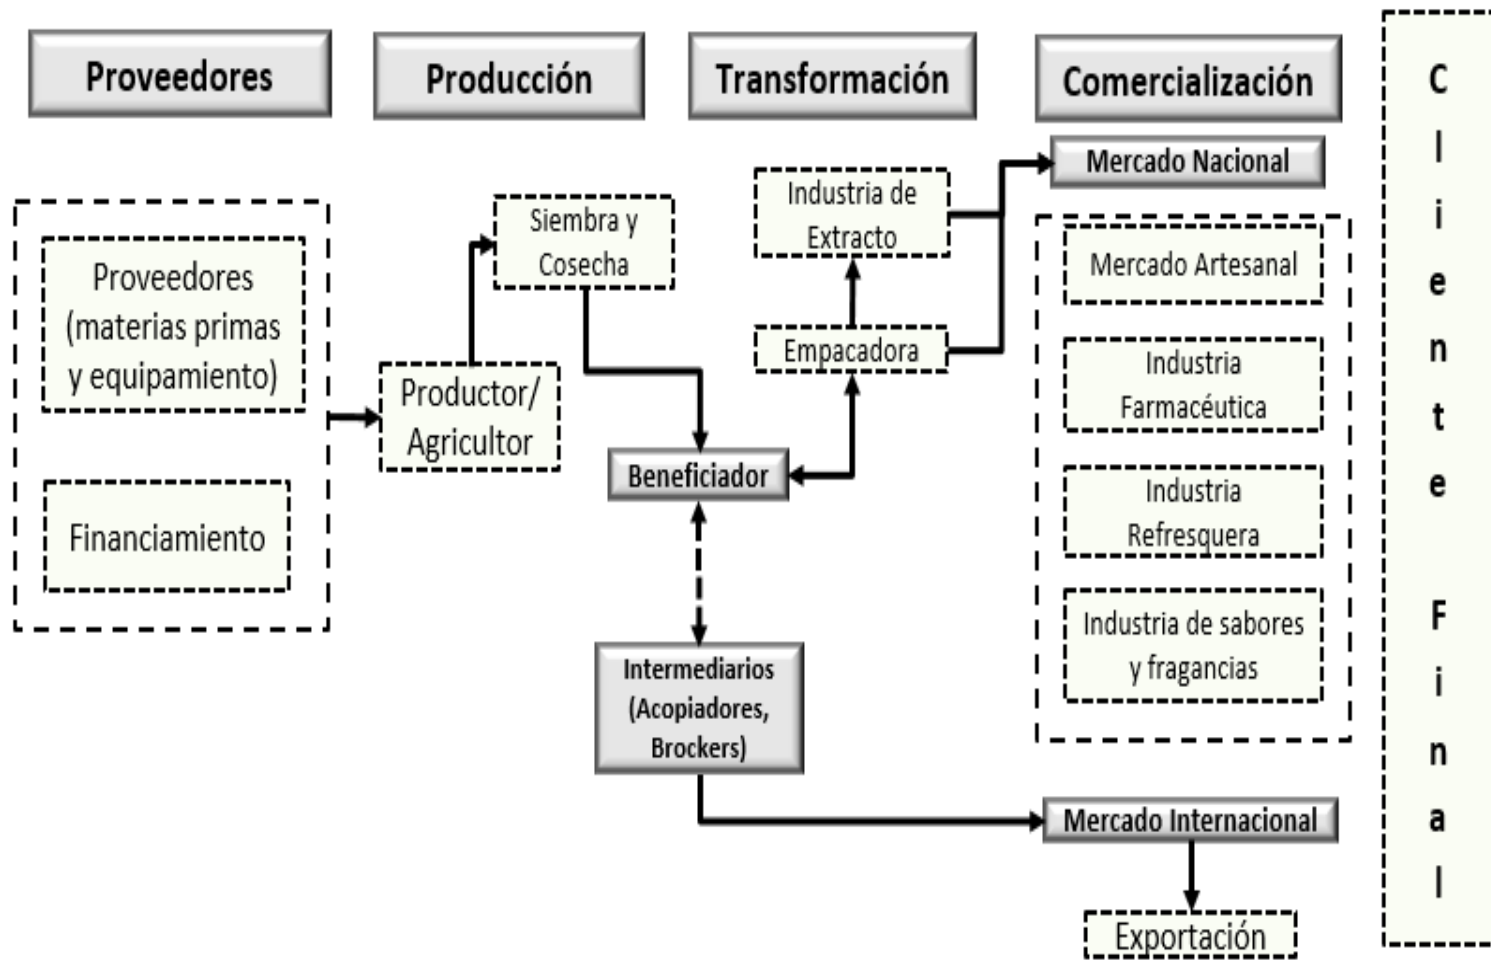 Proveedores
Producción
Transformación
Comercialización
Proveedores
(materias primas
y equipamiento)
Financiamiento
Siembra y
Cosecha
Productor/
Agricultor
Beneficiador
Intermediarios
(Acopiadores,
Brockers)
Industria de
Extracto
Empacadora
Mercado Nacional
Mercado Artesanal
Industria
Farmacéutica
Industria
Refresquera
Industria de sabores
y fragancias
Mercado Internacional
Exportación
C
l
i
e
n
t
e
F
i
n
a
l